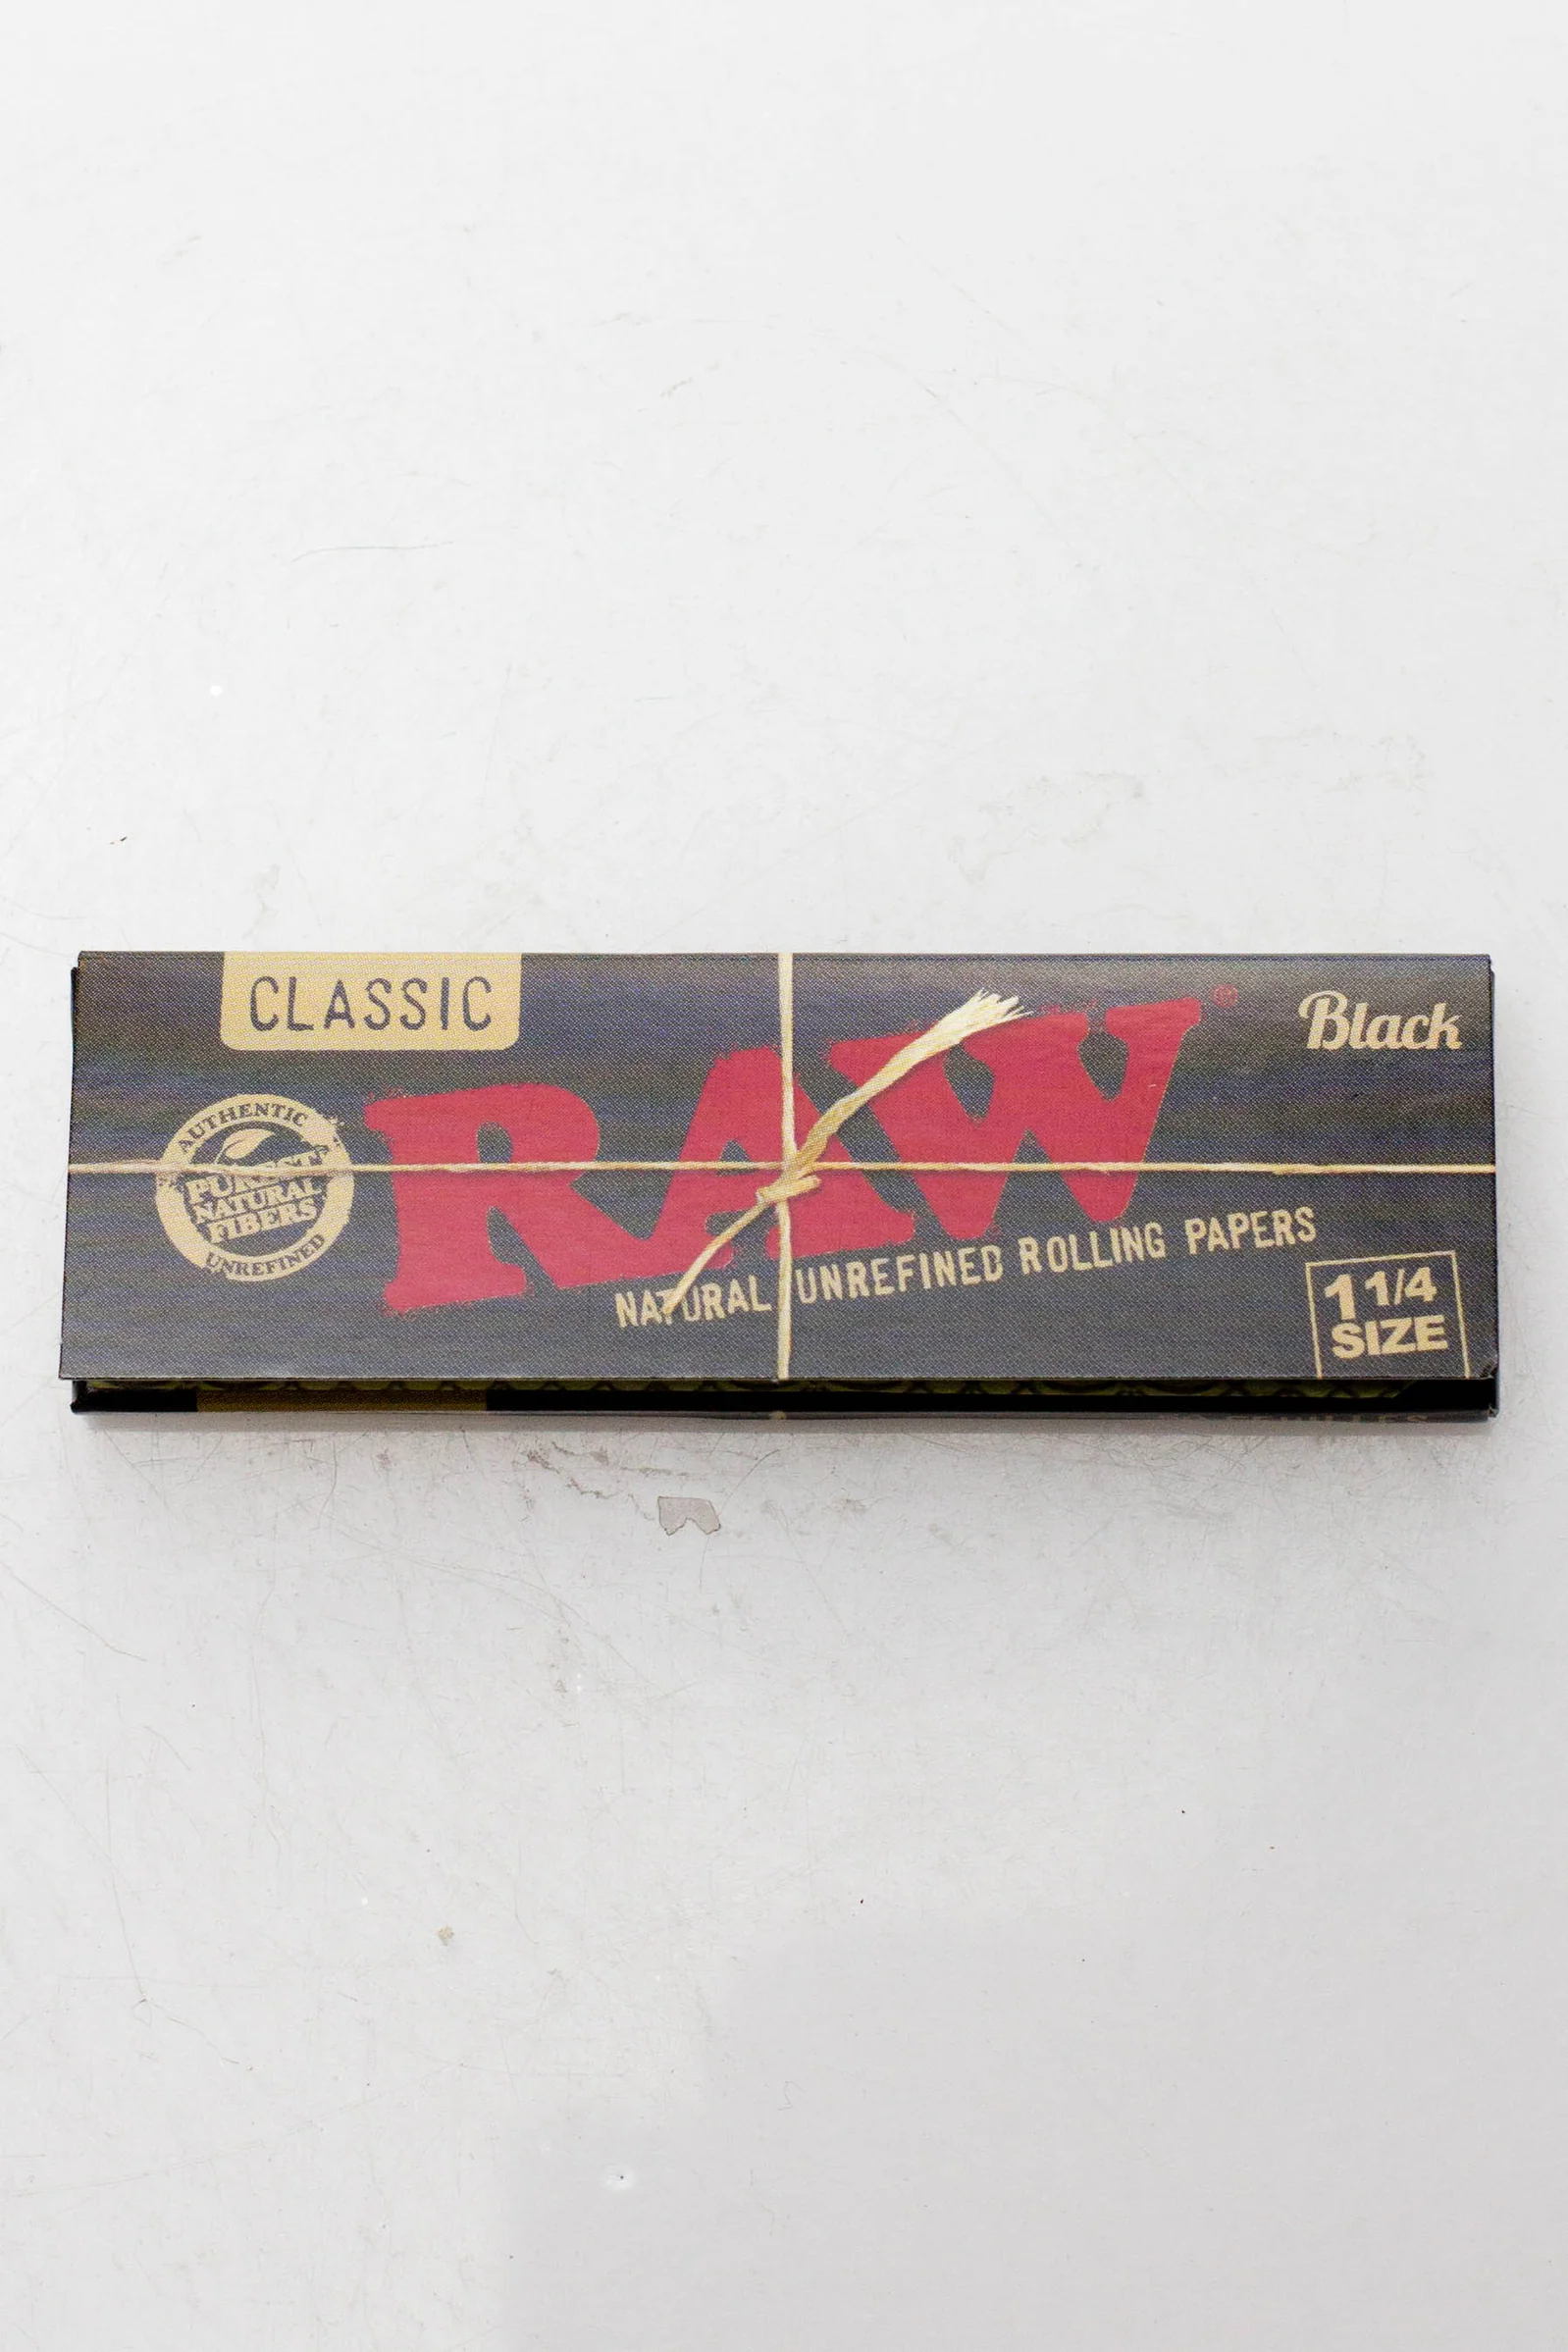 CLASSIC
Black
RAW®
AUTHENTIC
PUREST
NATURAL
FIBERS
UNREFINED
NATURAL UNREFINED ROLLING PAPERS
1 1/4
SIZE